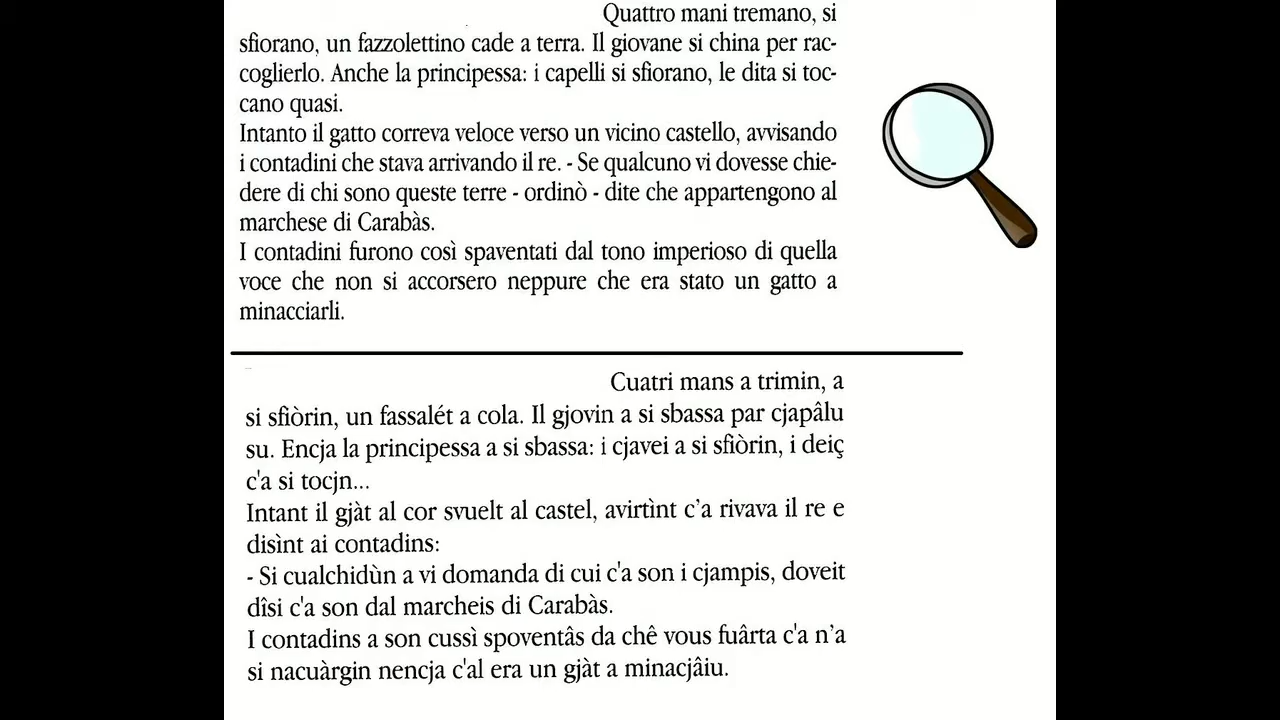 Quattro mani tremano, si
sfiorano, un fazzolettino cade a terra. Il giovane si china per rac-
coglierlo. Anche la principessa: i capelli si sfiorano, le dita si toc-
cano quasi.
Intanto il gatto correva veloce verso un vicino castello, avvisando
i contadini che stava arrivando il re. - Se qualcuno vi dovesse chie-
dere di chi sono queste terre - ordinò - dite che appartengono al
marchese di Carabàs.
I contadini furono così spaventati dal tono imperioso di quella
voce che non si accorsero neppure che era stato un gatto a
minacciarli.
Cuatri mans a trimin, a
si sfiòrin, un fassalét a cola. Il gjovin a si sbassa par cjapâlu
su. Encja la principessa a si sbassa: i cjavei a si sfiòrin, i deiç
c'a si tocjn...
Intant il gjàt al cor svuelt al castel, avirtìnt c’a rivava il re e
disìnt ai contadins:
- Si cualchidùn a vi domanda di cui c'a son i cjampis, doveit
dîsi c'a son dal marcheis di Carabàs.
I contadins a son cussì spoventâs da chê vous fuârta c'a n’a
si nacuàrgin nencja c'al era un gjàt a minacjâiu.